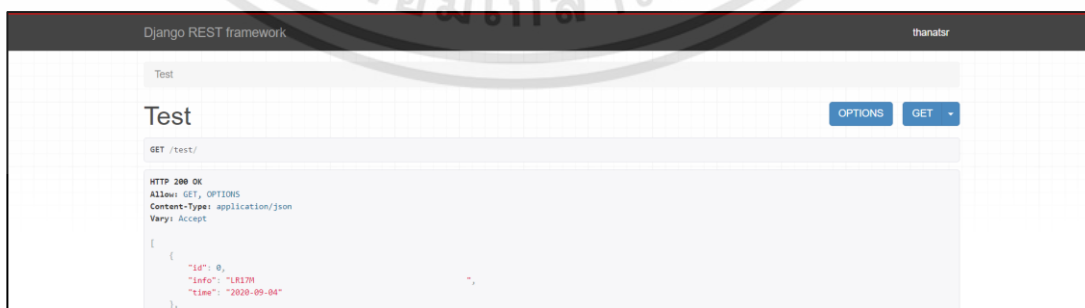 Django REST framework
thanatsr
Test
Test
OPTIONS
GET
GET /test/
HTTP 200 OK
Allow: GET, OPTIONS
Content-Type: application/json
Vary: Accept
[
{
"id": 0,
"info": "LR17M ",
"time": "2020-09-04"
},